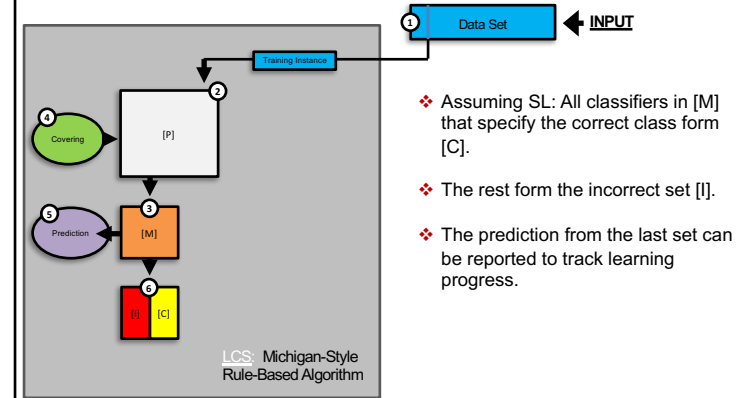 1
Data Set
INPUT
Training Instance
2
4
Covering
[P]
3
5
Prediction
[M]
6
[I]
[C]
LCS: Michigan-Style
Rule-Based Algorithm
❖ Assuming SL: All classifiers in [M]
that specify the correct class form
[C].
❖ The rest form the incorrect set [I].
❖ The prediction from the last set can
be reported to track learning
progress.